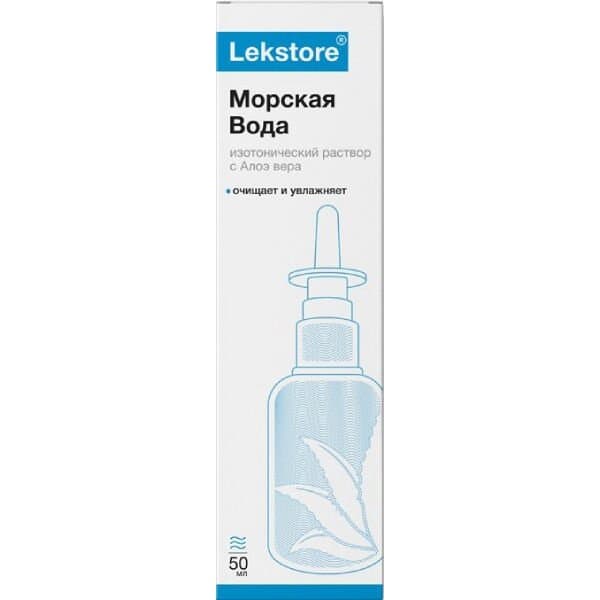 Lekstore®
Морская
Вода
изотонический раствор
с Алоэ вера
• очищает и увлажняет
50
мл